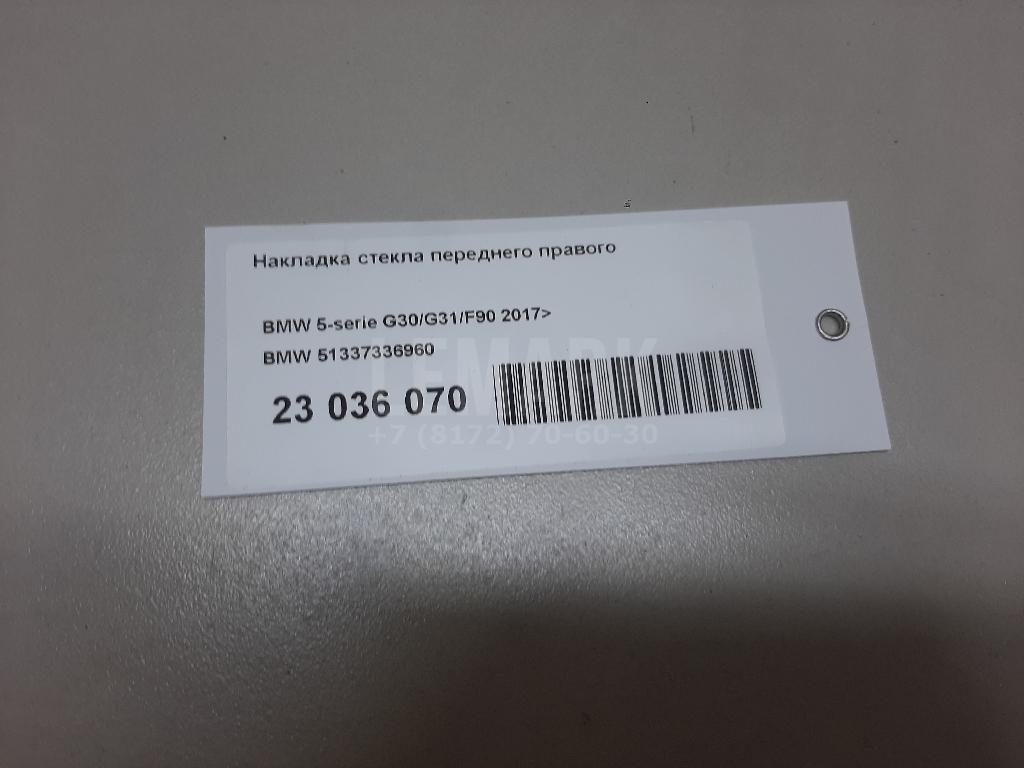 Накладка стекла переднего правого
BMW 5-serie G30/G31/F90 2017>
BMW 51337336960
23 036 070
LEMARK
+7 (8172) 70-60-30